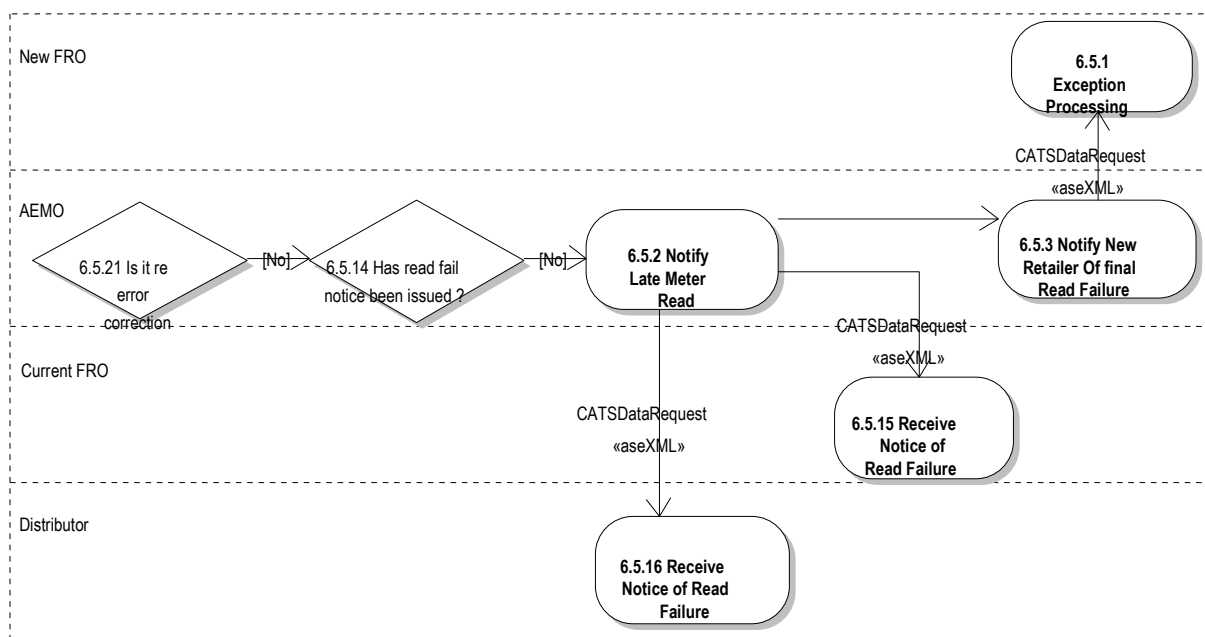 New FRO
6.5.1
Exception
Processing
CATSDataRequest
«aseXML»
AEMO
6.5.21 Is it re
error
correction
[No]
6.5.14 Has read fail
notice been issued ?
[No]
6.5.2 Notify
Late Meter
Read
6.5.3 Notify New
Retailer Of final
Read Failure
CATSDataRequest
«aseXML»
Current FRO
6.5.15 Receive
Notice of
Read Failure
CATSDataRequest
«aseXML»
Distributor
6.5.16 Receive
Notice of Read
Failure